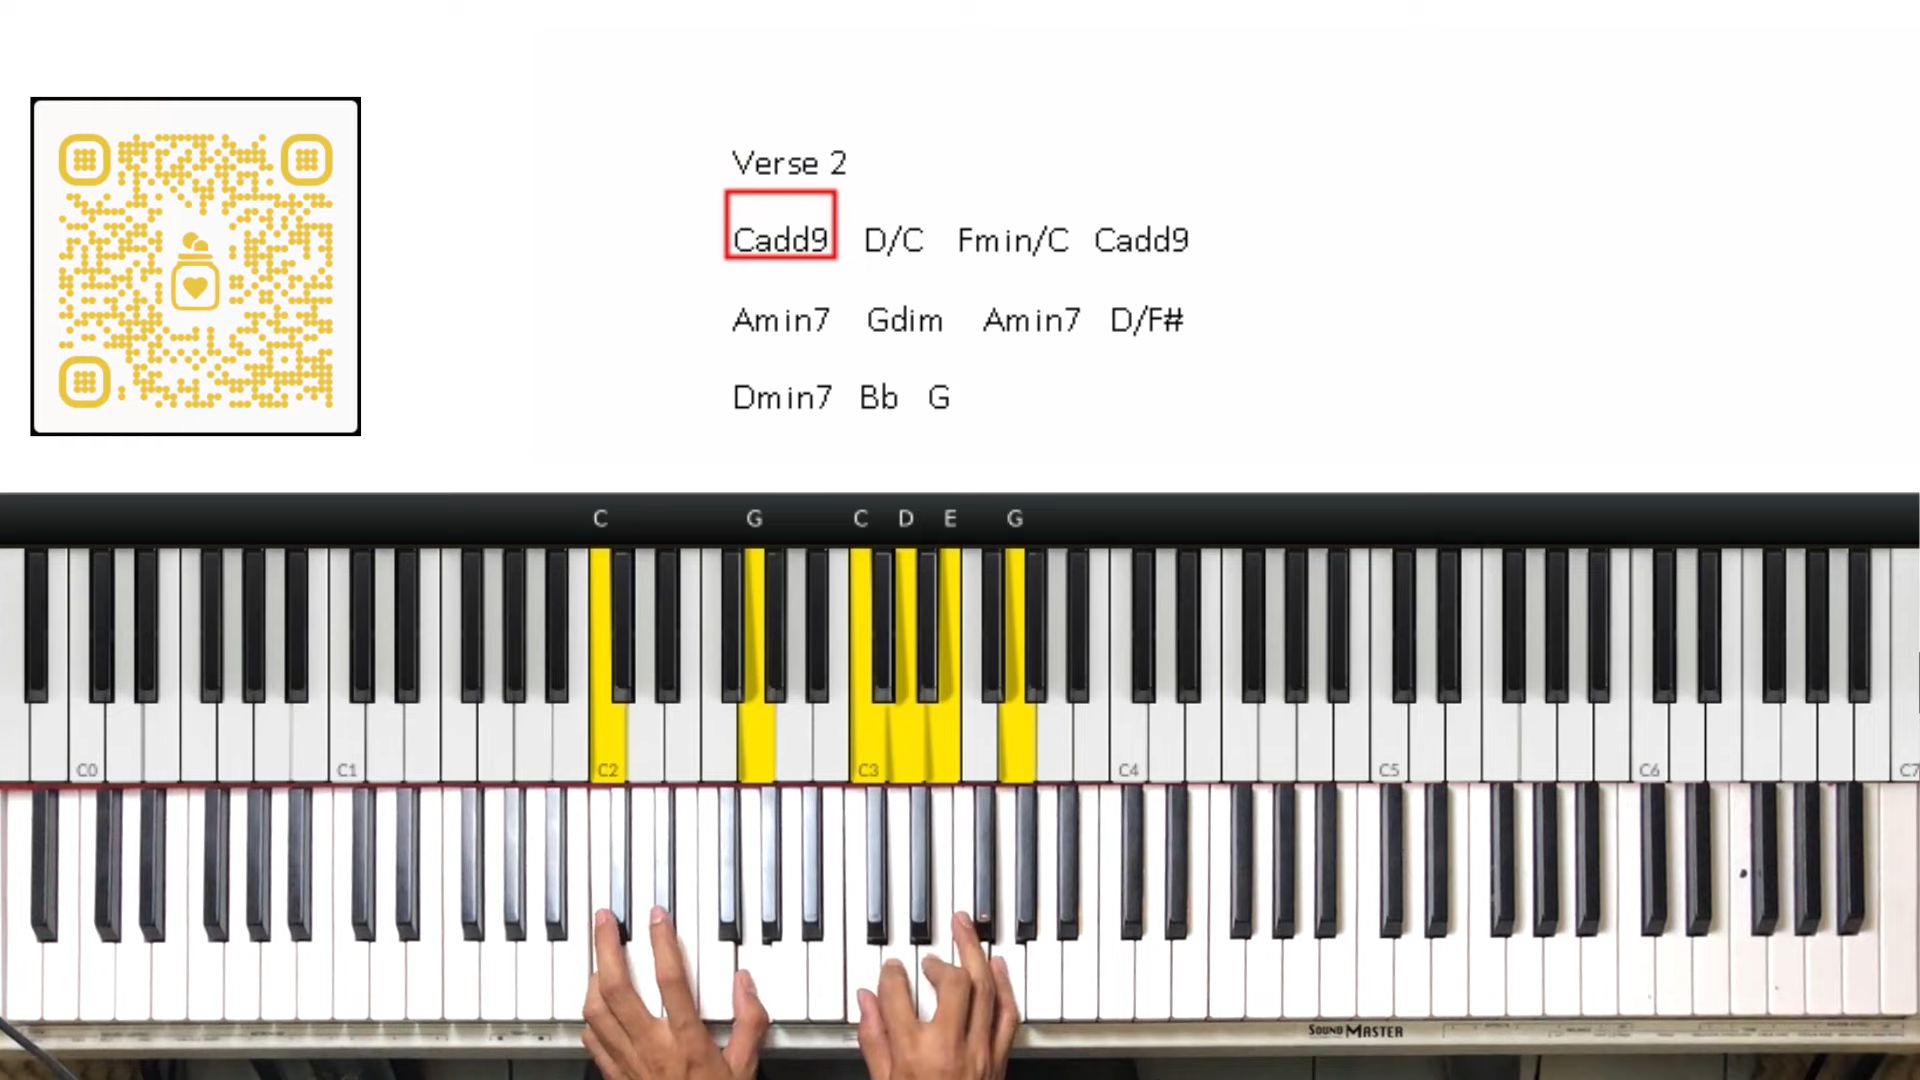 Verse 2
Cadd9 D/C Fmin/C Cadd9
Amin7 Gdim Amin7 D/F#
Dmin7 Bb G
C G C D E G
C0 C1 C2 C3 C4 C5 C6 C7
SOUND MASTER